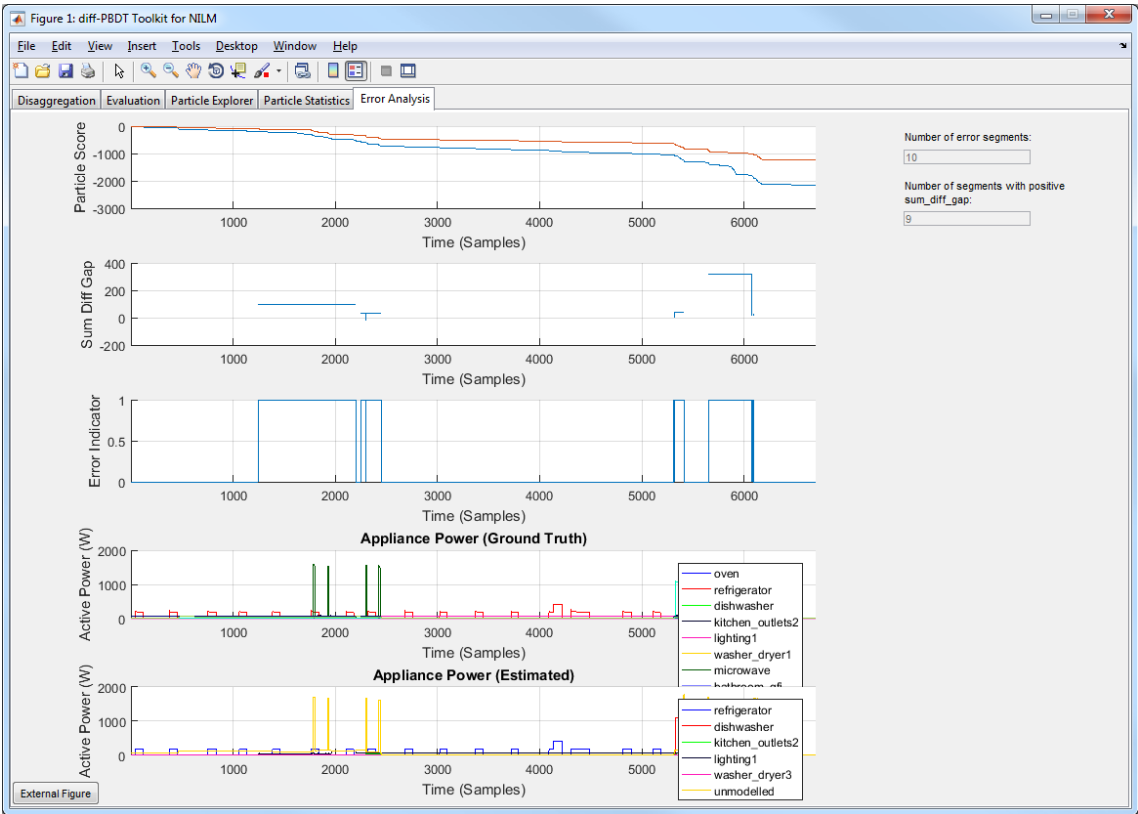 Figure 1: diff-PBDT Toolkit for NILM
File Edit View Insert Tools Desktop Window Help
Disaggregation Evaluation Particle Explorer Particle Statistics Error Analysis
Particle Score
0
-1000
-2000
-3000
1000 2000 3000 4000 5000 6000
Time (Samples)
Number of error segments:
10
Number of segments with positive
sum_diff_gap:
9
Sum Diff Gap
400
200
0
-200
1000 2000 3000 4000 5000 6000
Time (Samples)
Error Indicator
1
0.5
0
1000 2000 3000 4000 5000 6000
Time (Samples)
Appliance Power (Ground Truth)
Active Power (W)
2000
1000
0
1000 2000 3000 4000 5000
Time (Samples)
oven
refrigerator
dishwasher
kitchen_outlets2
lighting1
washer_dryer1
microwave
bathroom_gfi
Appliance Power (Estimated)
Active Power (W)
2000
1000
0
1000 2000 3000 4000 5000
Time (Samples)
refrigerator
dishwasher
kitchen_outlets2
lighting1
washer_dryer3
unmodelled
External Figure